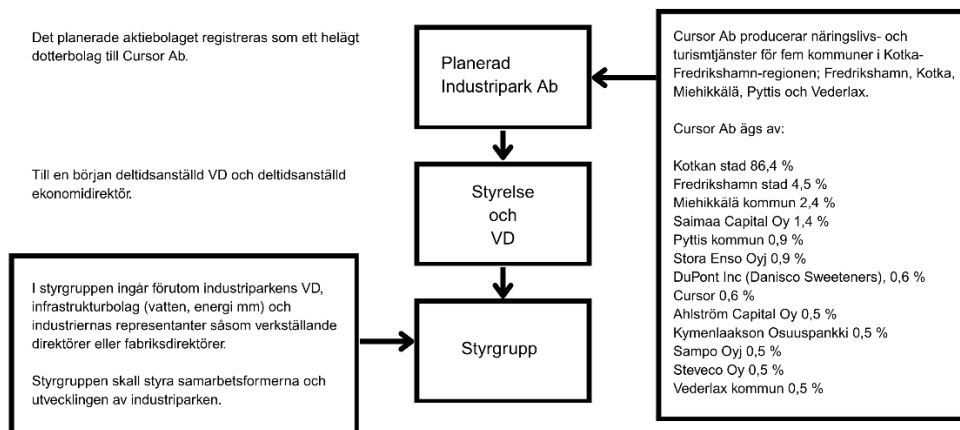 Det planerade aktiebolaget registreras som ett helägt
dotterbolag till Cursor Ab.
Planerad
Industripark Ab
Cursor Ab producerar näringslivs- och
turismtjänster för fem kommuner i Kotka-
Fredrikshamn-regionen; Fredrikshamn, Kotka,
Miehikkälä, Pyttis och Vederlax.
Cursor Ab ägs av:
Kotkan stad 86,4 %
Fredrikshamn stad 4,5 %
Miehikkälä kommun 2,4 %
Saimaa Capital Oy 1,4 %
Pyttis kommun 0,9 %
Stora Enso Oyj 0,9 %
DuPont Inc (Danisco Sweeteners), 0,6 %
Cursor 0,6 %
Ahlström Capital Oy 0,5 %
Kymenlaakson Osuuspankki 0,5 %
Sampo Oyj 0,5 %
Steveco Oy 0,5 %
Vederlax kommun 0,5 %
Till en början deltidsanställd VD och deltidsanställd
ekonomidirektör.
Styrelse
och
VD
I styrgruppen ingår förutom industriparkens VD,
infrastrukturbolag (vatten, energi mm) och
industriernas representanter såsom verkställande
direktörer eller fabriksdirektörer.
Styrgruppen skall styra samarbetsformerna och
utvecklingen av industriparken.
Styrgrupp